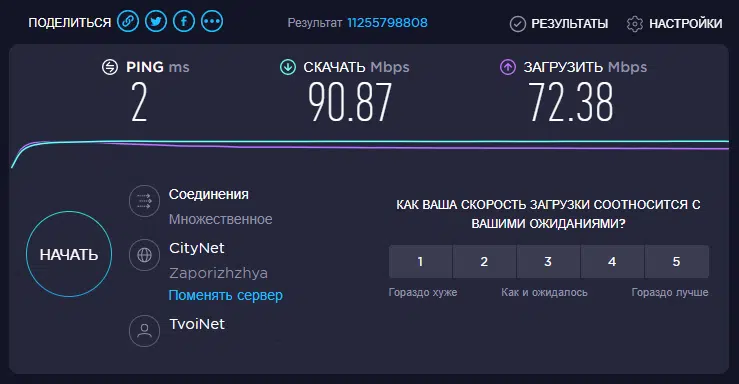 ПОДЕЛИТЬСЯ
Результат 11255798808
РЕЗУЛЬТАТЫ
НАСТРОЙКИ
PING ms
2
СКАЧАТЬ Mbps
90.87
ЗАГРУЗИТЬ Mbps
72.38
НАЧАТЬ
Соединения
Множественное
CityNet
Zaporizhzhya
Поменять сервер
TvoiNet
КАК ВАША СКОРОСТЬ ЗАГРУЗКИ СООТНОСИТСЯ С
ВАШИМИ ОЖИДАНИЯМИ?
1 2 3 4 5
Гораздо хуже Как и ожидалось Гораздо лучше